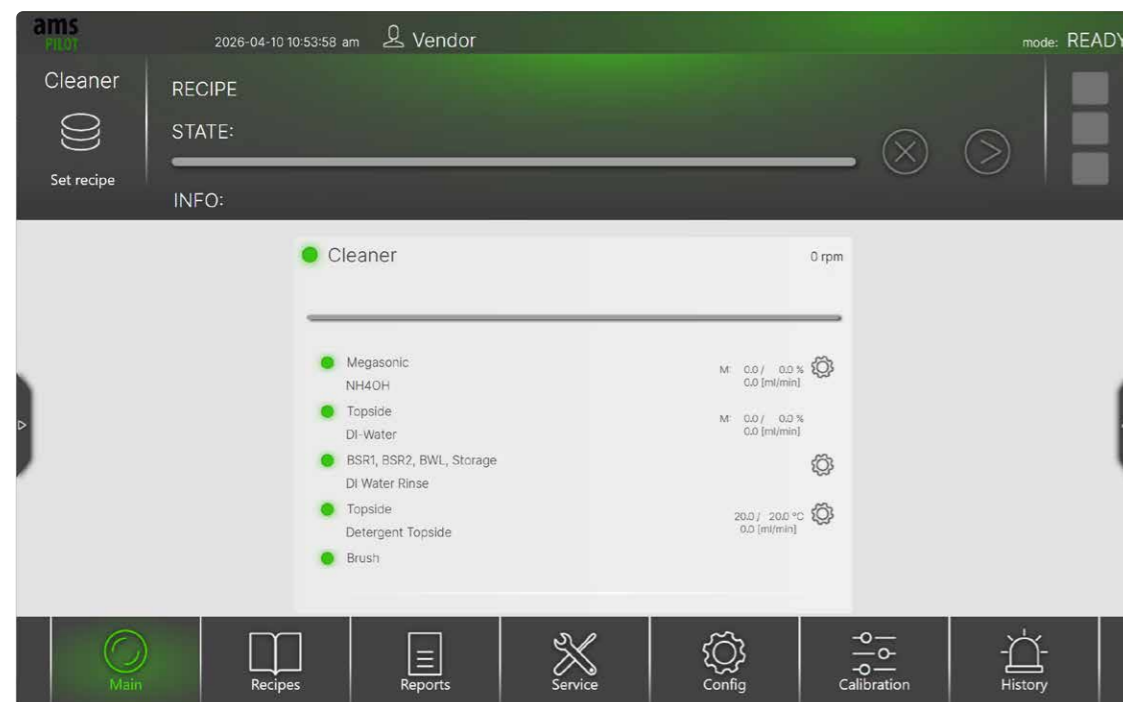 ams
PILOT
2026-04-10 10:53:58 am
Vendor
mode: READY
Cleaner
Set recipe
RECIPE
STATE:
INFO:
Cleaner
0 rpm
Megasonic
NH4OH
M: 0.0 / 0.0 %
0.0 [ml/min]
Topside
DI-Water
M: 0.0 / 0.0 %
0.0 [ml/min]
BSR1, BSR2, BWL, Storage
DI Water Rinse
Topside
Detergent Topside
20.0 / 20.0 °C
0.0 [ml/min]
Brush
Main
Recipes
Reports
Service
Config
Calibration
History